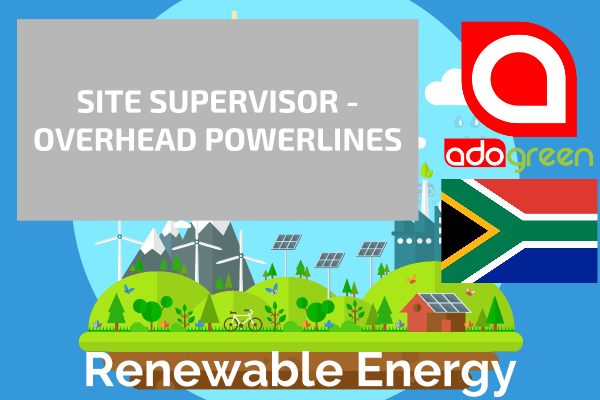 SITE SUPERVISOR -
OVERHEAD POWERLINES
adogreen
Renewable Energy